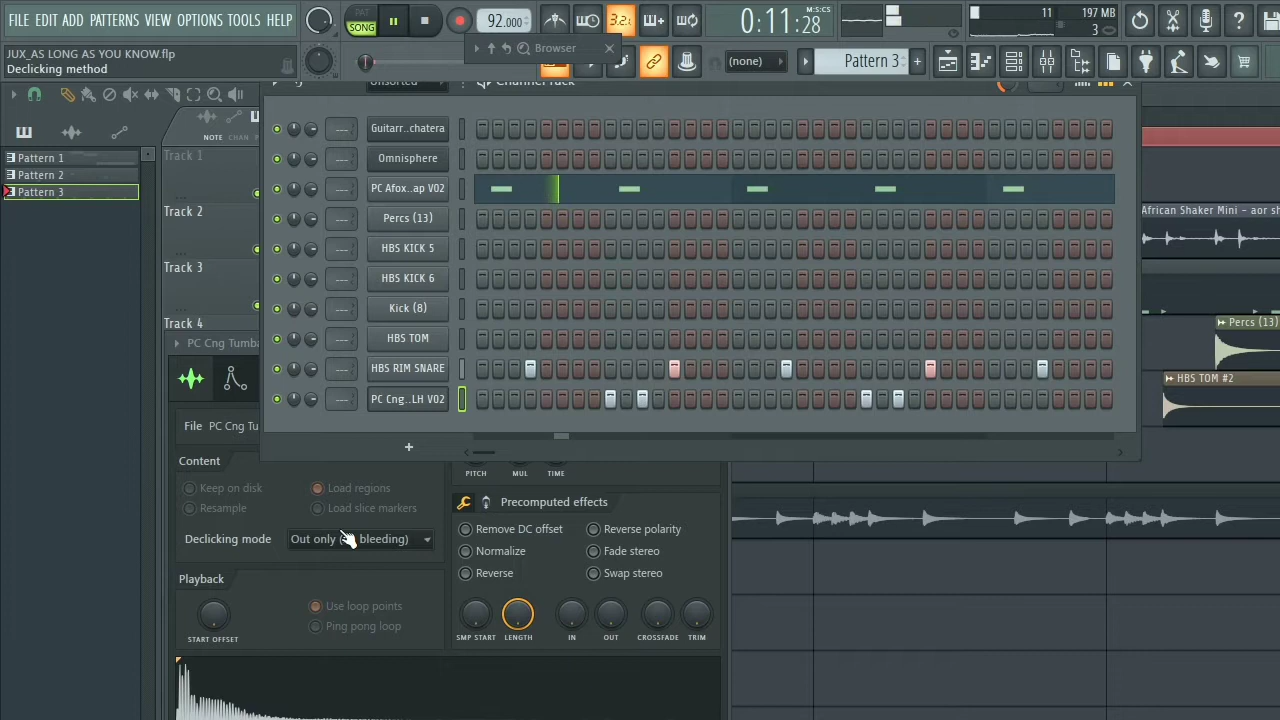 FILE EDIT ADD PATTERNS VIEW OPTIONS TOOLS HELP
PAT
SONG
92.000
3.2.
0:11:28
M:S:CS
11
197 MB
3
JUX_AS LONG AS YOU KNOW.flp
Declicking method
Browser
(none)
Pattern 3
Unsorted
Channel rack
NOTE CHAN
Pattern 1
Pattern 2
Pattern 3
Track 1
Track 2
Track 3
Track 4
Guitarr..chatera
Omnisphere
PC Afox..ap V02
Percs (13)
HBS KICK 5
HBS KICK 6
Kick (8)
HBS TOM
HBS RIM SNARE
PC Cng..LH V02
African Shaker Mini - aor s
Percs (13)
HBS TOM #2
PC Cng Tumba
File PC Cng Tu
Content
Keep on disk
Load regions
Resample
Load slice markers
Declicking mode
Out only
bleeding)
Playback
START OFFSET
Use loop points
Ping pong loop
PITCH
MUL
TIME
Precomputed effects
Remove DC offset
Reverse polarity
Normalize
Fade stereo
Reverse
Swap stereo
SMP START
LENGTH
IN
OUT
CROSSFADE
TRIM